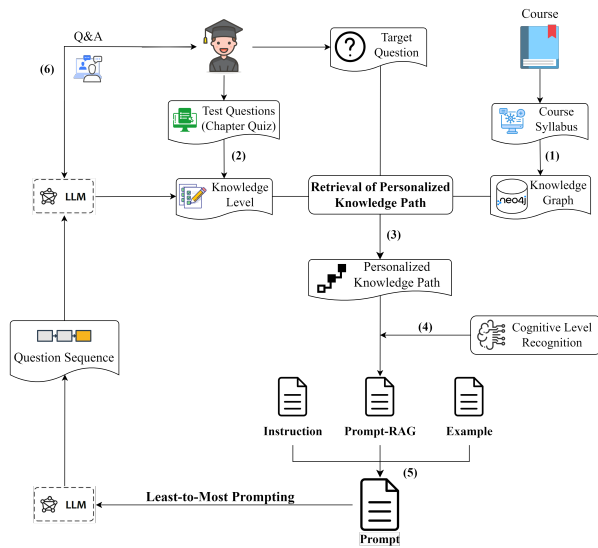 Q&A
Course
(6)
Target
Question
Test Questions
(Chapter Quiz)
Course
Syllabus
(2)
(1)
LLM
Knowledge
Level
Retrieval of Personalized
Knowledge Path
neo4j
Knowledge
Graph
(3)
Personalized
Knowledge Path
(4)
Cognitive Level
Recognition
Question Sequence
Instruction
Prompt-RAG
Example
(5)
LLM
Least-to-Most Prompting
Prompt